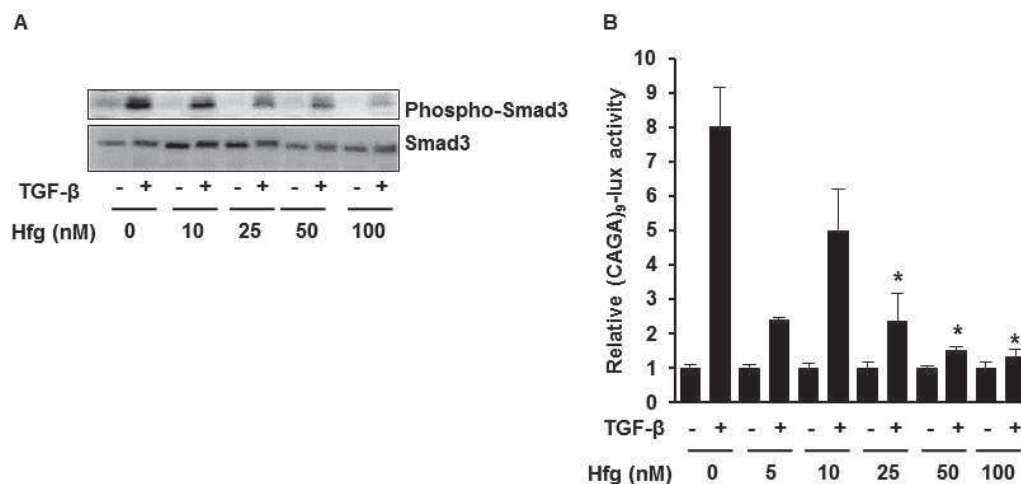 A
Phospho-Smad3
Smad3
TGF-β - + - + - + - + - +
Hfg (nM) 0 10 25 50 100
B
Relative (CAGA)₉-lux activity
10
9
8
7
6
5
4
3
2
1
0
* * *
TGF-β - + - + - + - + - + - +
Hfg (nM) 0 5 10 25 50 100